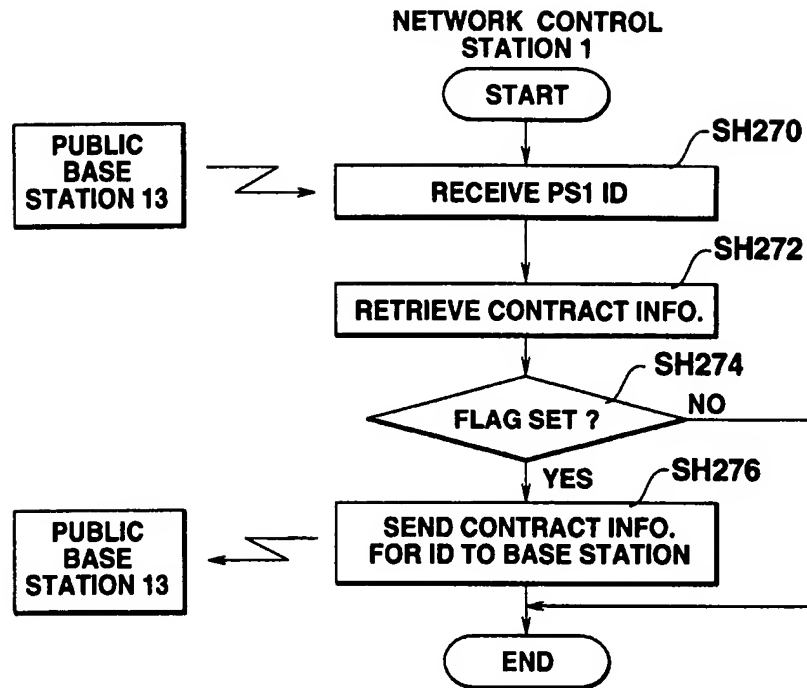 NETWORK CONTROL
STATION 1
START
SH270
PUBLIC
BASE
STATION 13
RECEIVE PS1 ID
SH272
RETRIEVE CONTRACT INFO.
SH274
FLAG SET ?
NO
YES
SH276
PUBLIC
BASE
STATION 13
SEND CONTRACT INFO.
FOR ID TO BASE STATION
END